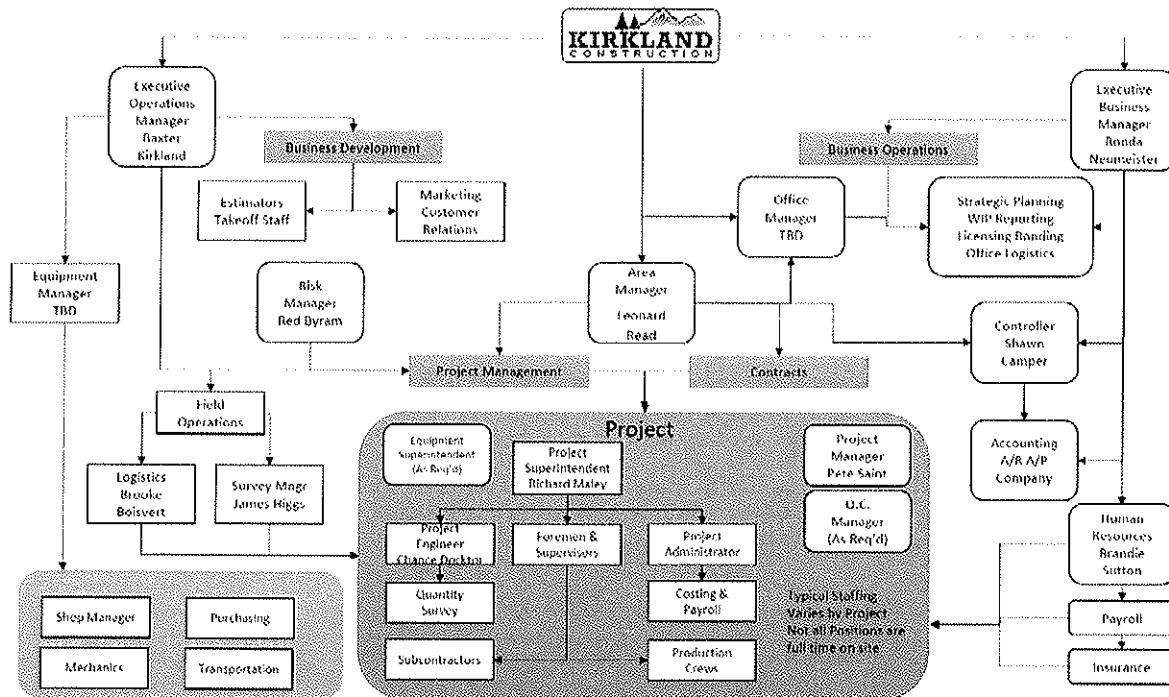 KIRKLAND
CONSTRUCTION
Executive
Operations
Manager
Baxter
Kirkland
Executive
Business
Manager
Ronda
Neumeister
Business Development
Business Operations
Estimators
Takeoff Staff
Marketing
Customer
Relations
Office
Manager
TBD
Strategic Planning
WIP Reporting
Licensing Bonding
Office Logistics
Equipment
Manager
TBD
Risk
Manager
Red Byram
Area
Manager
Leonard
Read
Controller
Shawn
Camper
Project Management
Contracts
Field
Operations
Project
Equipment
Superintendent
(As Req'd)
Project
Superintendent
Richard Maley
Project
Manager
Pete Saint
Accounting
A/R A/P
Company
Logistics
Brooke
Boisvert
Survey Mngr
James Higgs
Q.C.
Manager
(As Req'd)
Project
Engineer
Chance Docktor
Foremen &
Supervisors
Project
Administrator
Human
Resources
Brandie
Sutton
Quantity
Survey
Costing &
Payroll
Typical Staffing
Varies by Project
Not all Positions are
full time on site
Shop Manager
Purchasing
Payroll
Mechanics
Transportation
Subcontractors
Production
Crews
Insurance